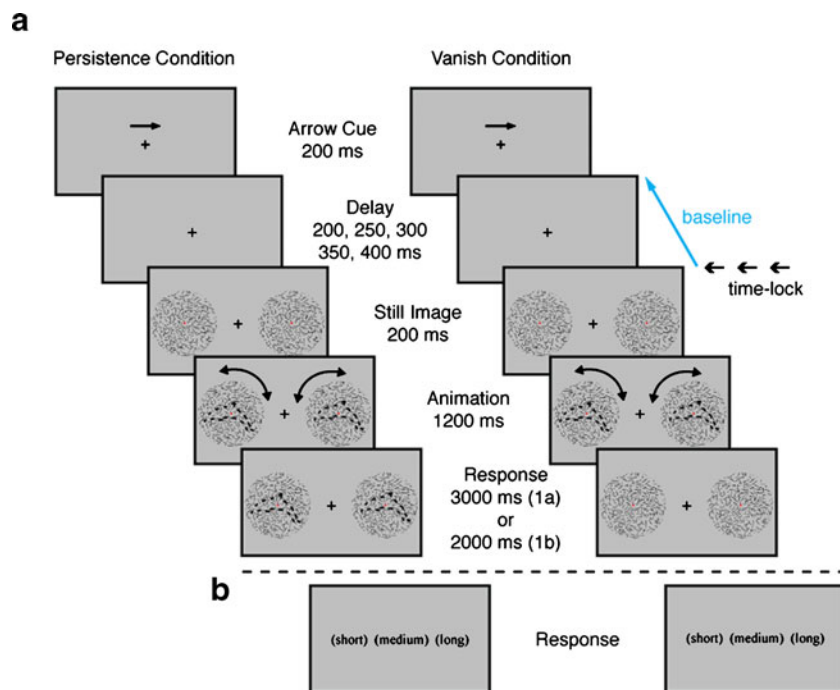 a
Persistence Condition
Vanish Condition
Arrow Cue
200 ms
Delay
200, 250, 300
350, 400 ms
baseline
time-lock
Still Image
200 ms
Animation
1200 ms
Response
3000 ms (1a)
or
2000 ms (1b)
b
(short) (medium) (long)
Response
(short) (medium) (long)